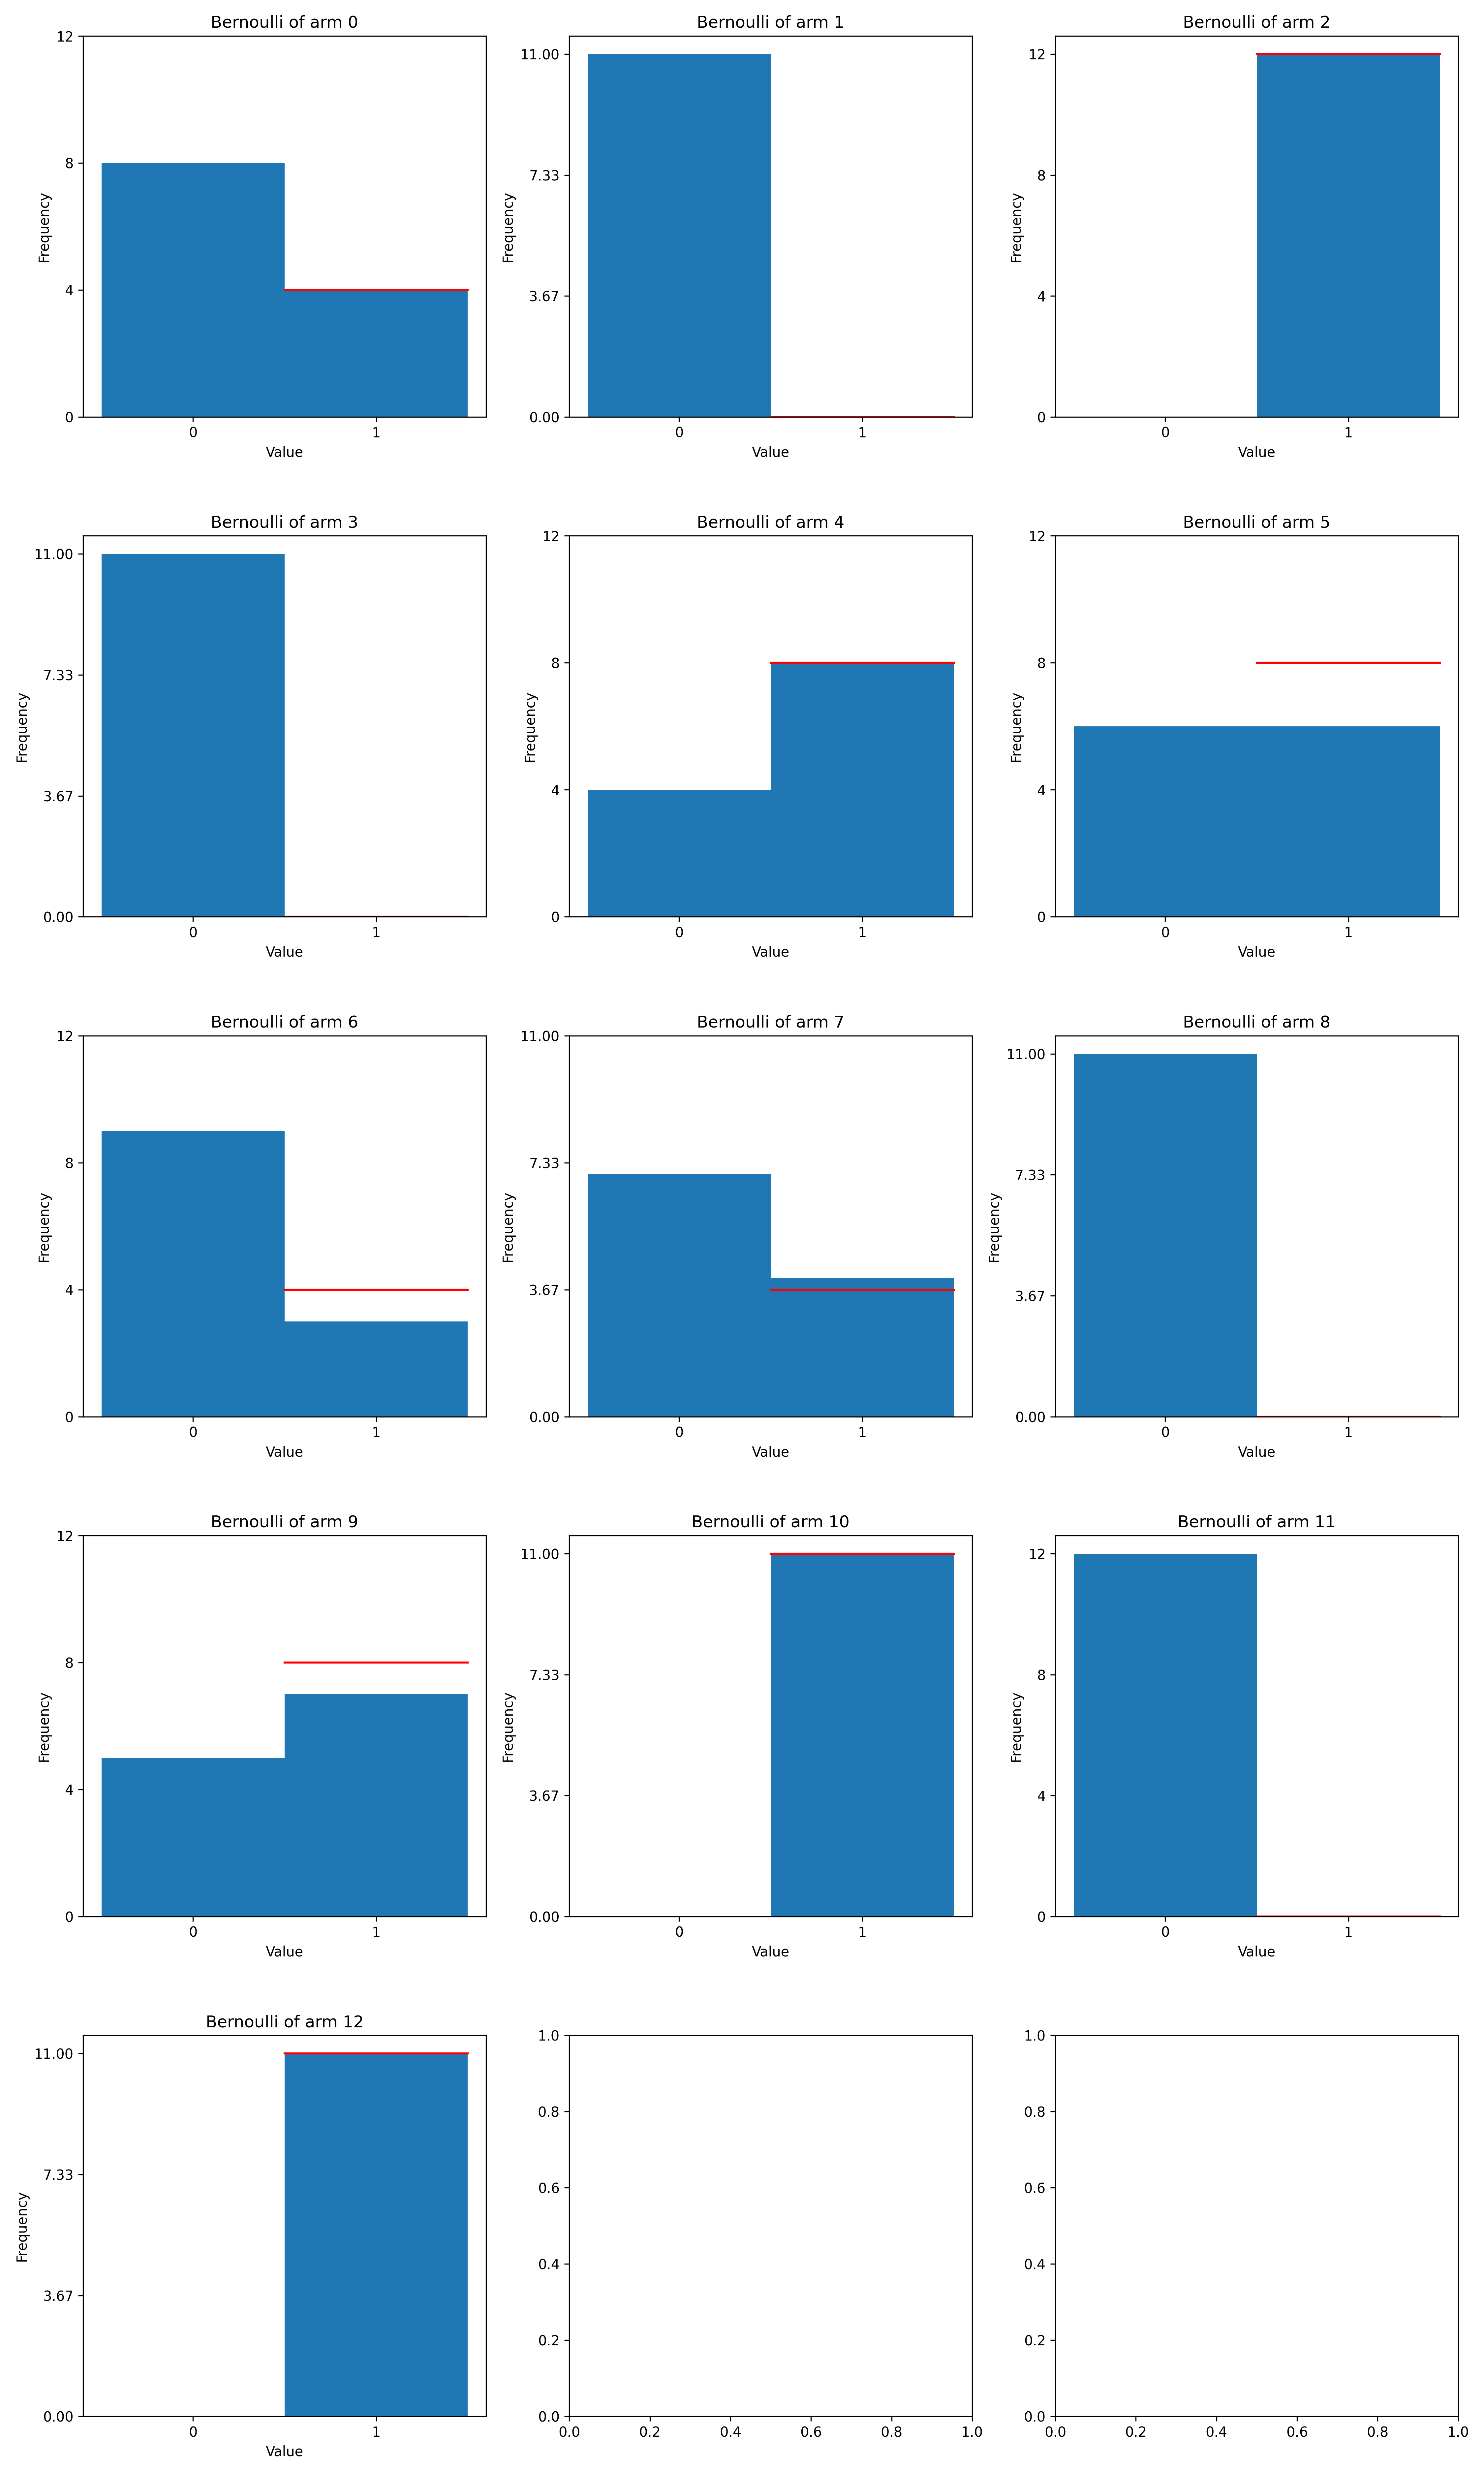 Bernoulli of arm 0
Bernoulli of arm 1
Bernoulli of arm 2
12
8
4
0
Frequency
0 1
Value
11.00
7.33
3.67
0.00
Frequency
0 1
Value
12
8
4
0
Frequency
0 1
Value
Bernoulli of arm 3
Bernoulli of arm 4
Bernoulli of arm 5
11.00
7.33
3.67
0.00
Frequency
0 1
Value
12
8
4
0
Frequency
0 1
Value
12
8
4
0
Frequency
0 1
Value
Bernoulli of arm 6
Bernoulli of arm 7
Bernoulli of arm 8
12
8
4
0
Frequency
0 1
Value
11.00
7.33
3.67
0.00
Frequency
0 1
Value
11.00
7.33
3.67
0.00
Frequency
0 1
Value
Bernoulli of arm 9
Bernoulli of arm 10
Bernoulli of arm 11
12
8
4
0
Frequency
0 1
Value
11.00
7.33
3.67
0.00
Frequency
0 1
Value
12
8
4
0
Frequency
0 1
Value
Bernoulli of arm 12
11.00
7.33
3.67
0.00
Frequency
0 1
Value
1.0
0.8
0.6
0.4
0.2
0.0
0.0 0.2 0.4 0.6 0.8 1.0
1.0
0.8
0.6
0.4
0.2
0.0
0.0 0.2 0.4 0.6 0.8 1.0